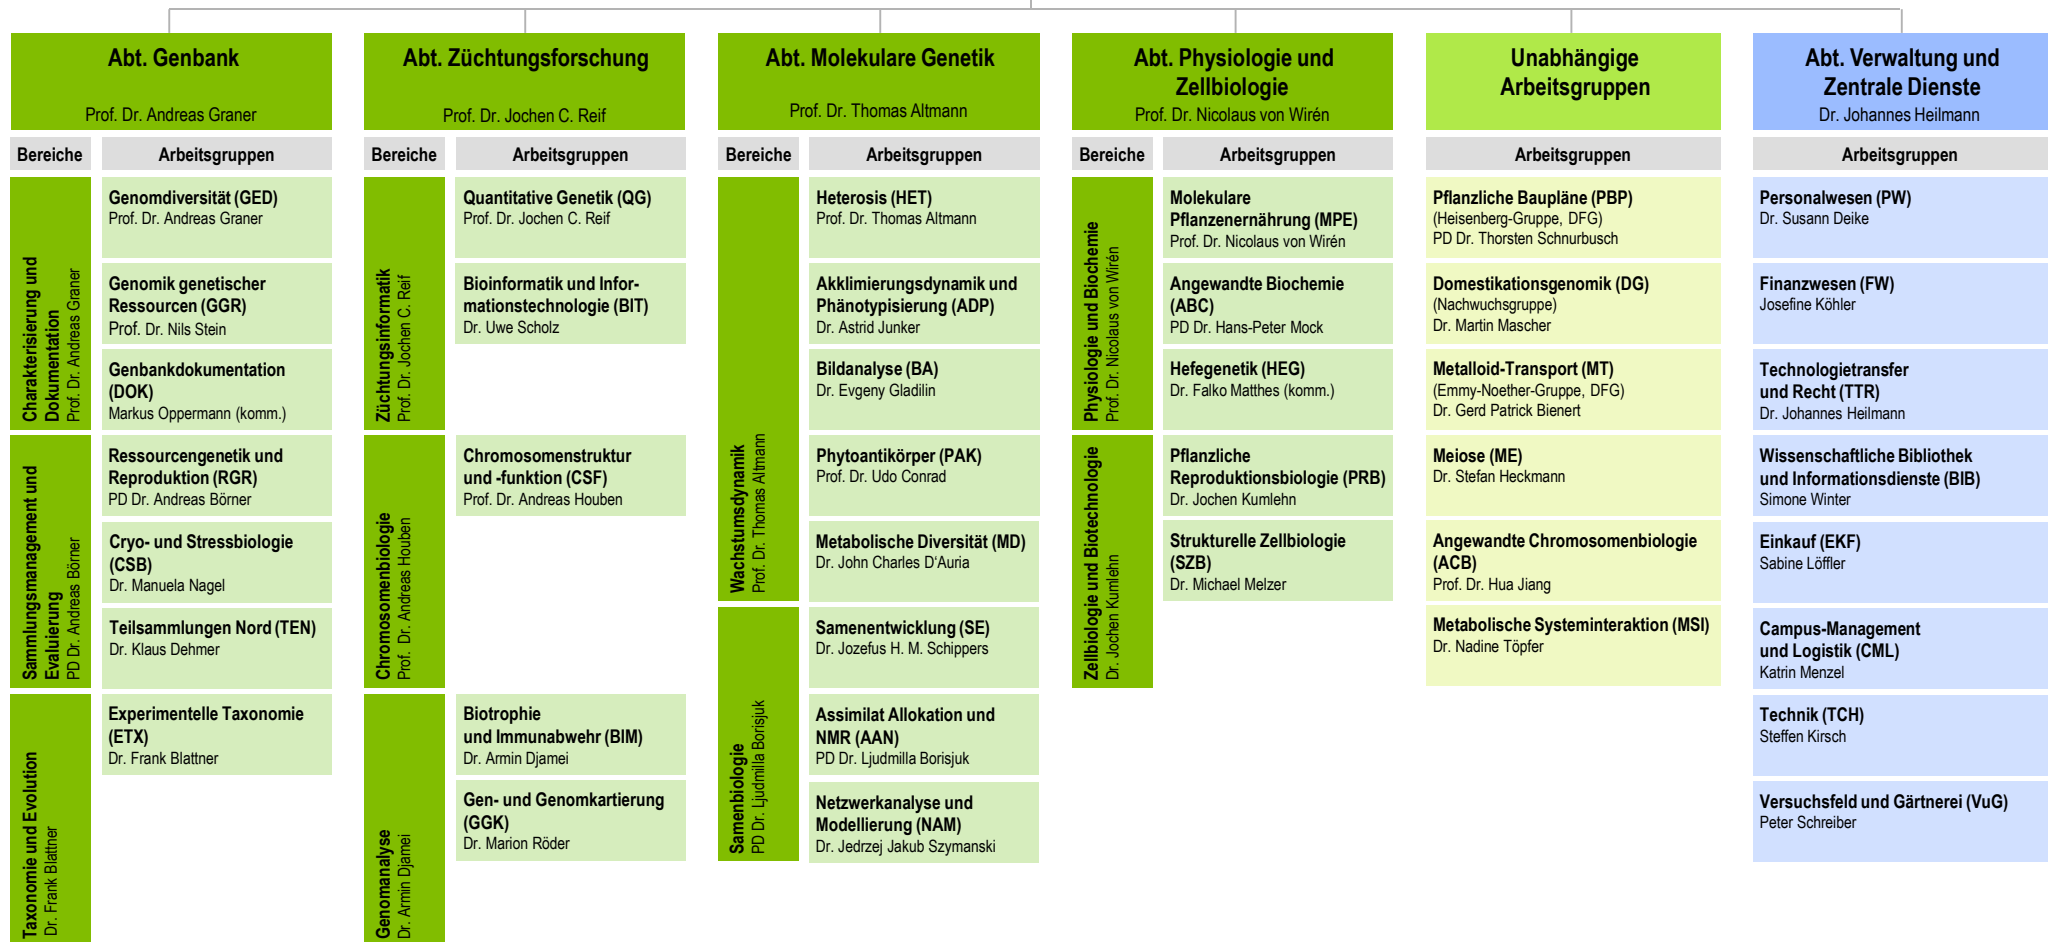 Abt. Genbank
Prof. Dr. Andreas Graner
Bereiche
Arbeitsgruppen
Charakterisierung und
Dokumentation
Prof. Dr. Andreas Graner
Genomdiversität (GED)
Prof. Dr. Andreas Graner
Genomik genetischer
Ressourcen (GGR)
Prof. Dr. Nils Stein
Genbankdokumentation
(DOK)
Markus Oppermann (komm.)
Sammlungsmanagement und
Evaluierung
PD Dr. Andreas Börner
Ressourcengenetik und
Reproduktion (RGR)
PD Dr. Andreas Börner
Cryo- und Stressbiologie
(CSB)
Dr. Manuela Nagel
Teilsammlungen Nord (TEN)
Dr. Klaus Dehmer
Taxonomie und Evolution
Dr. Frank Blattner
Experimentelle Taxonomie
(ETX)
Dr. Frank Blattner
Abt. Züchtungsforschung
Prof. Dr. Jochen C. Reif
Bereiche
Arbeitsgruppen
Züchtungsinformatik
Prof. Dr. Jochen C. Reif
Quantitative Genetik (QG)
Prof. Dr. Jochen C. Reif
Bioinformatik und Infor-
mationstechnologie (BIT)
Dr. Uwe Scholz
Chromosomenbiologie
Prof. Dr. Andreas Houben
Chromosomenstruktur
und -funktion (CSF)
Prof. Dr. Andreas Houben
Genomanalyse
Dr. Armin Djamei
Biotrophie
und Immunabwehr (BIM)
Dr. Armin Djamei
Gen- und Genomkartierung
(GGK)
Dr. Marion Röder
Abt. Molekulare Genetik
Prof. Dr. Thomas Altmann
Bereiche
Arbeitsgruppen
Wachstumsdynamik
Prof. Dr. Thomas Altmann
Heterosis (HET)
Prof. Dr. Thomas Altmann
Akklimierungsdynamik und
Phänotypisierung (ADP)
Dr. Astrid Junker
Bildanalyse (BA)
Dr. Evgeny Gladilin
Phytoantikörper (PAK)
Prof. Dr. Udo Conrad
Metabolische Diversität (MD)
Dr. John Charles D‘Auria
Samenbiologie
PD Dr. Ljudmilla Borisjuk
Samenentwicklung (SE)
Dr. Jozefus H. M. Schippers
Assimilat Allokation und
NMR (AAN)
PD Dr. Ljudmilla Borisjuk
Netzwerkanalyse und
Modellierung (NAM)
Dr. Jedrzej Jakub Szymanski
Abt. Physiologie und
Zellbiologie
Prof. Dr. Nicolaus von Wirén
Bereiche
Arbeitsgruppen
Physiologie und Biochemie
Prof. Dr. Nicolaus von Wirén
Molekulare
Pflanzenernährung (MPE)
Prof. Dr. Nicolaus von Wirén
Angewandte Biochemie
(ABC)
PD Dr. Hans-Peter Mock
Hefegenetik (HEG)
Dr. Falko Matthes (komm.)
Zellbiologie und Biotechnologie
Dr. Jochen Kumlehn
Pflanzliche
Reproduktionsbiologie (PRB)
Dr. Jochen Kumlehn
Strukturelle Zellbiologie
(SZB)
Dr. Michael Melzer
Unabhängige
Arbeitsgruppen
Arbeitsgruppen
Pflanzliche Baupläne (PBP)
(Heisenberg-Gruppe, DFG)
PD Dr. Thorsten Schnurbusch
Domestikationsgenomik (DG)
(Nachwuchsgruppe)
Dr. Martin Mascher
Metalloid-Transport (MT)
(Emmy-Noether-Gruppe, DFG)
Dr. Gerd Patrick Bienert
Meiose (ME)
Dr. Stefan Heckmann
Angewandte Chromosomenbiologie
(ACB)
Prof. Dr. Hua Jiang
Metabolische Systeminteraktion (MSI)
Dr. Nadine Töpfer
Abt. Verwaltung und
Zentrale Dienste
Dr. Johannes Heilmann
Arbeitsgruppen
Personalwesen (PW)
Dr. Susann Deike
Finanzwesen (FW)
Josefine Köhler
Technologietransfer
und Recht (TTR)
Dr. Johannes Heilmann
Wissenschaftliche Bibliothek
und Informationsdienste (BIB)
Simone Winter
Einkauf (EKF)
Sabine Löffler
Campus-Management
und Logistik (CML)
Katrin Menzel
Technik (TCH)
Steffen Kirsch
Versuchsfeld und Gärtnerei (VuG)
Peter Schreiber